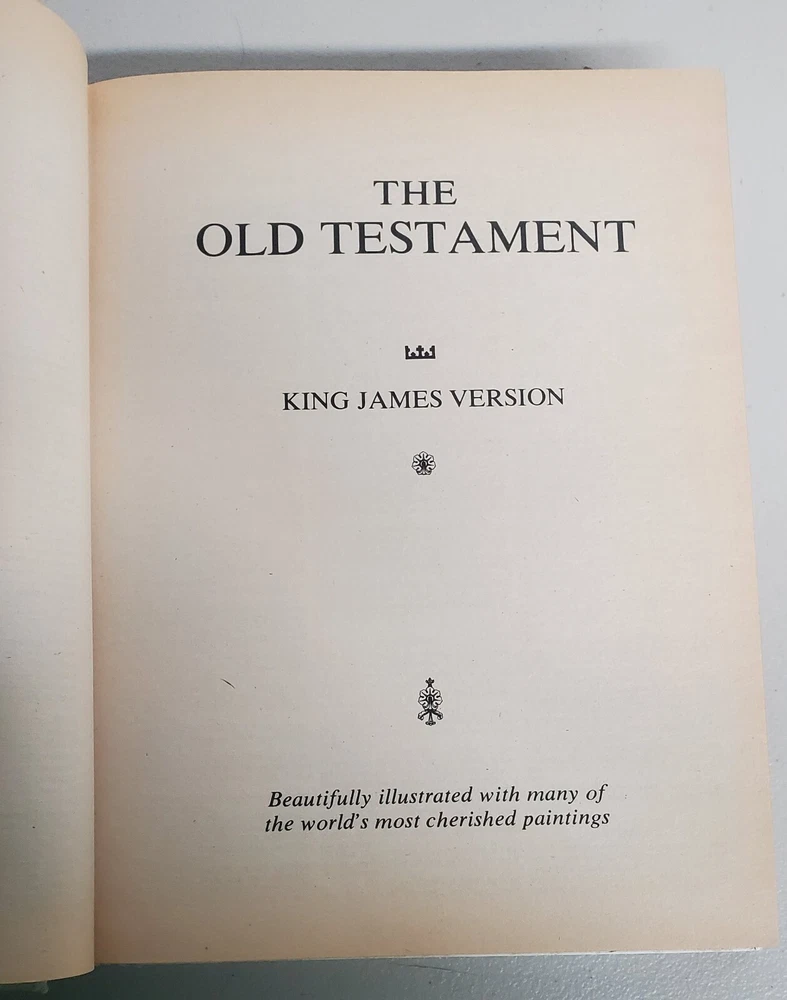 THE
OLD TESTAMENT
KING JAMES VERSION
Beautifully illustrated with many of
the world's most cherished paintings